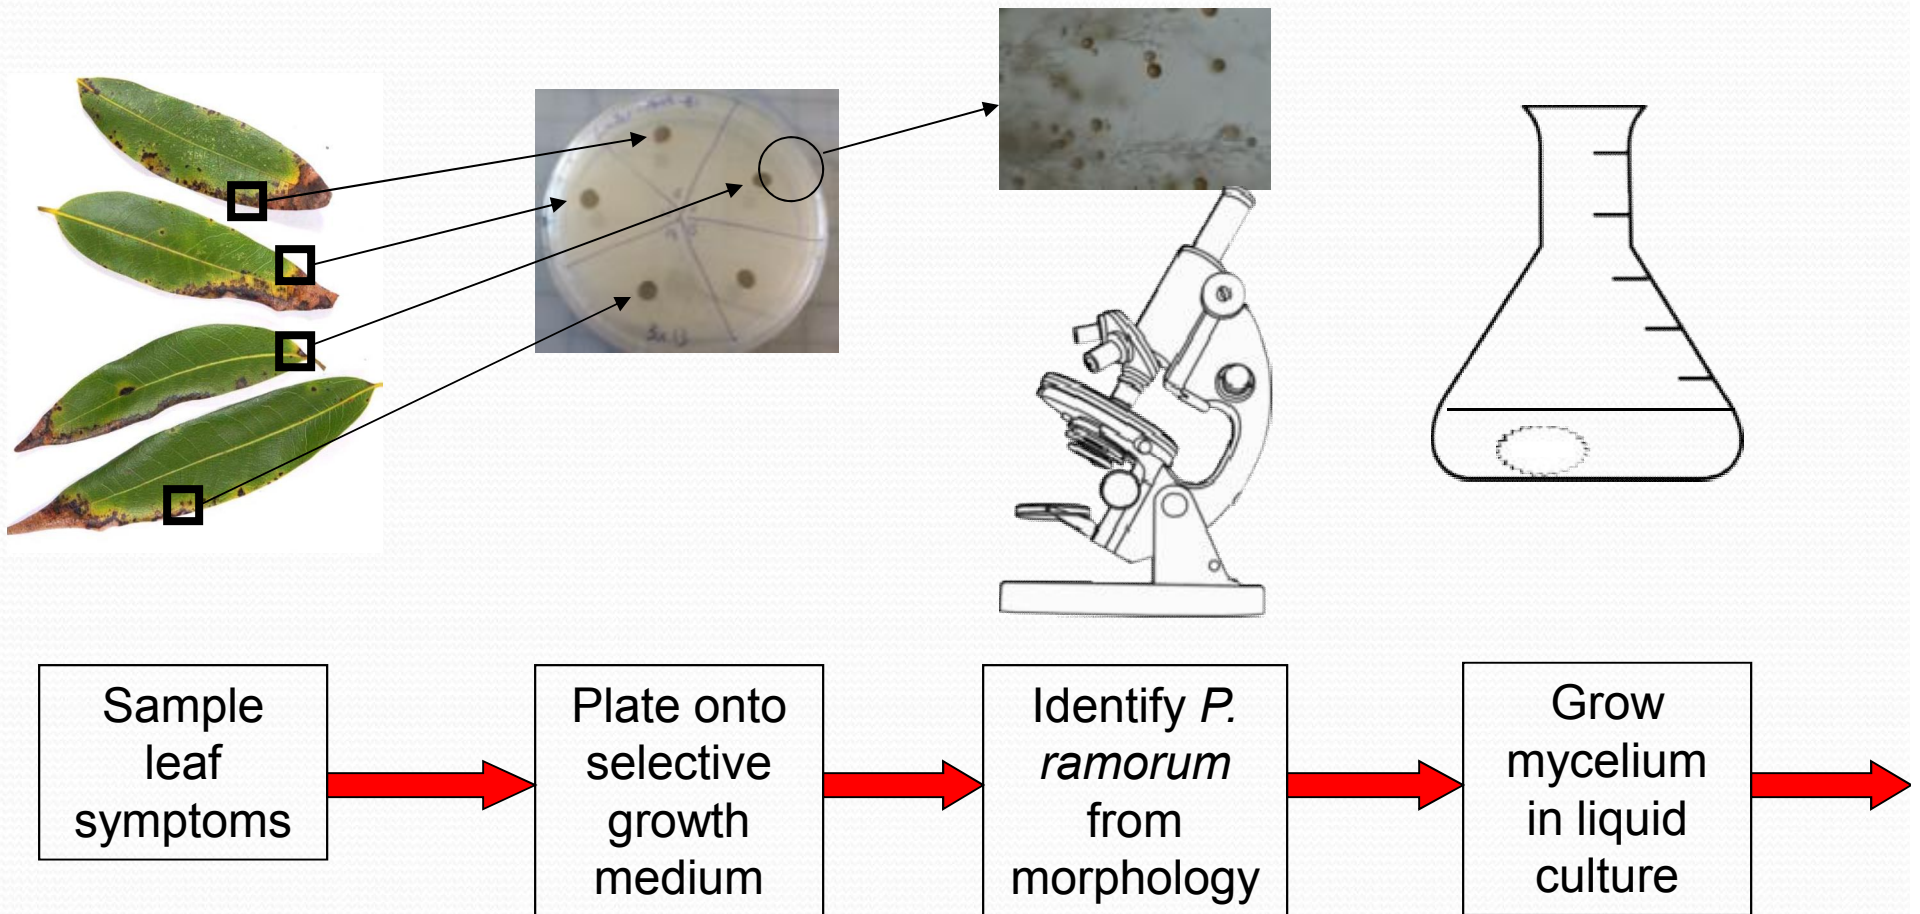 Sample
leaf
symptoms
Plate onto
selective
growth
medium
Identify P.
ramorum
from
morphology
Grow
mycelium
in liquid
culture